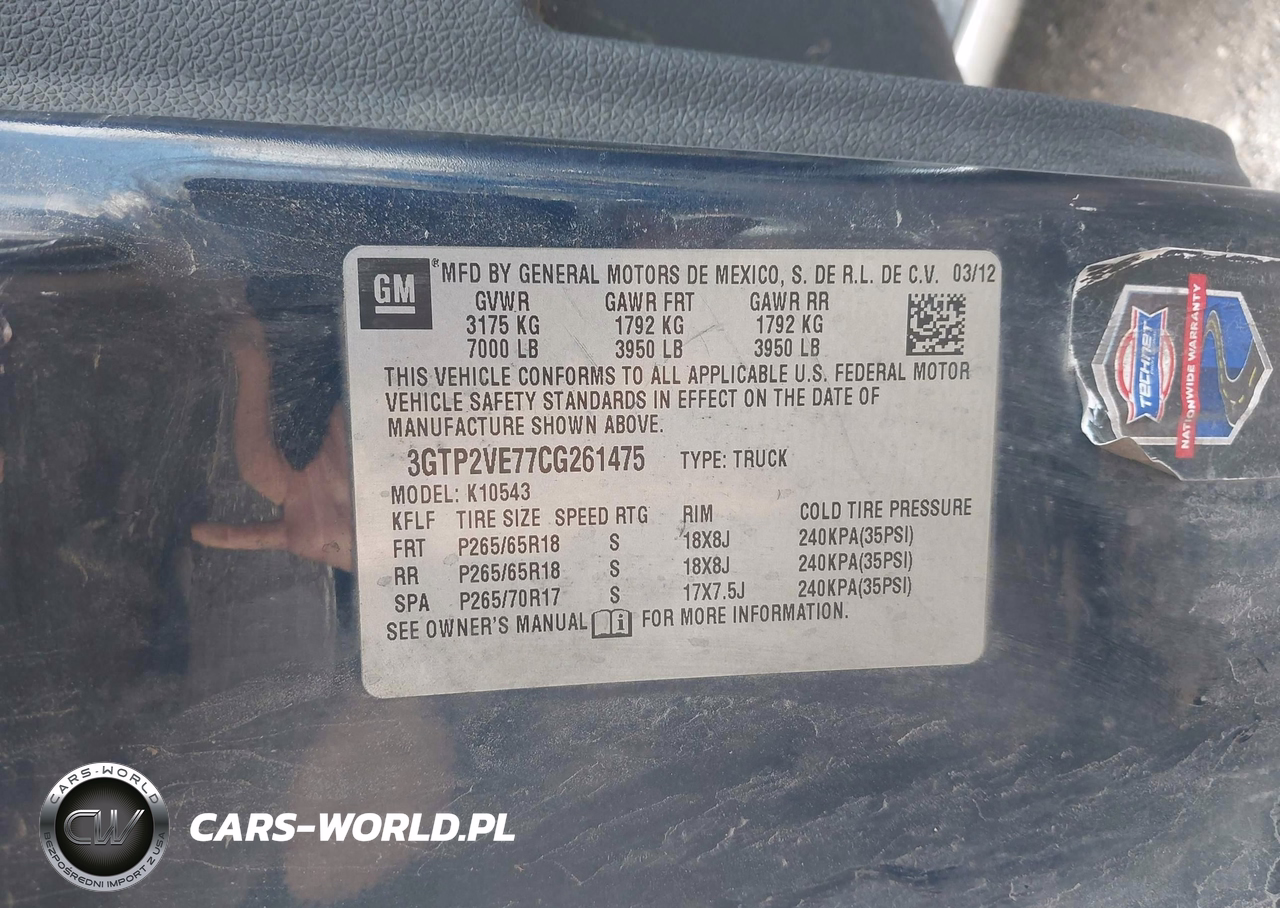 GM
® MFD BY GENERAL MOTORS DE MEXICO, S. DE R.L. DE C.V. 03/12
GVWR GAWR FRT GAWR RR
3175 KG 1792 KG 1792 KG
7000 LB 3950 LB 3950 LB
THIS VEHICLE CONFORMS TO ALL APPLICABLE U.S. FEDERAL MOTOR
VEHICLE SAFETY STANDARDS IN EFFECT ON THE DATE OF
MANUFACTURE SHOWN ABOVE.
3GTP2VE77CG261475 TYPE: TRUCK
MODEL: K10543
KFLF TIRE SIZE SPEED RTG RIM COLD TIRE PRESSURE
FRT P265/65R18 S 18X8J 240KPA(35PSI)
RR P265/65R18 S 18X8J 240KPA(35PSI)
SPA P265/70R17 S 17X7.5J 240KPA(35PSI)
SEE OWNER'S MANUAL i FOR MORE INFORMATION.
TECHNET
NATIONWIDE WARRANTY
CARS-WORLD
CW
BEZPOŚREDNI IMPORT Z USA
CARS-WORLD.PL